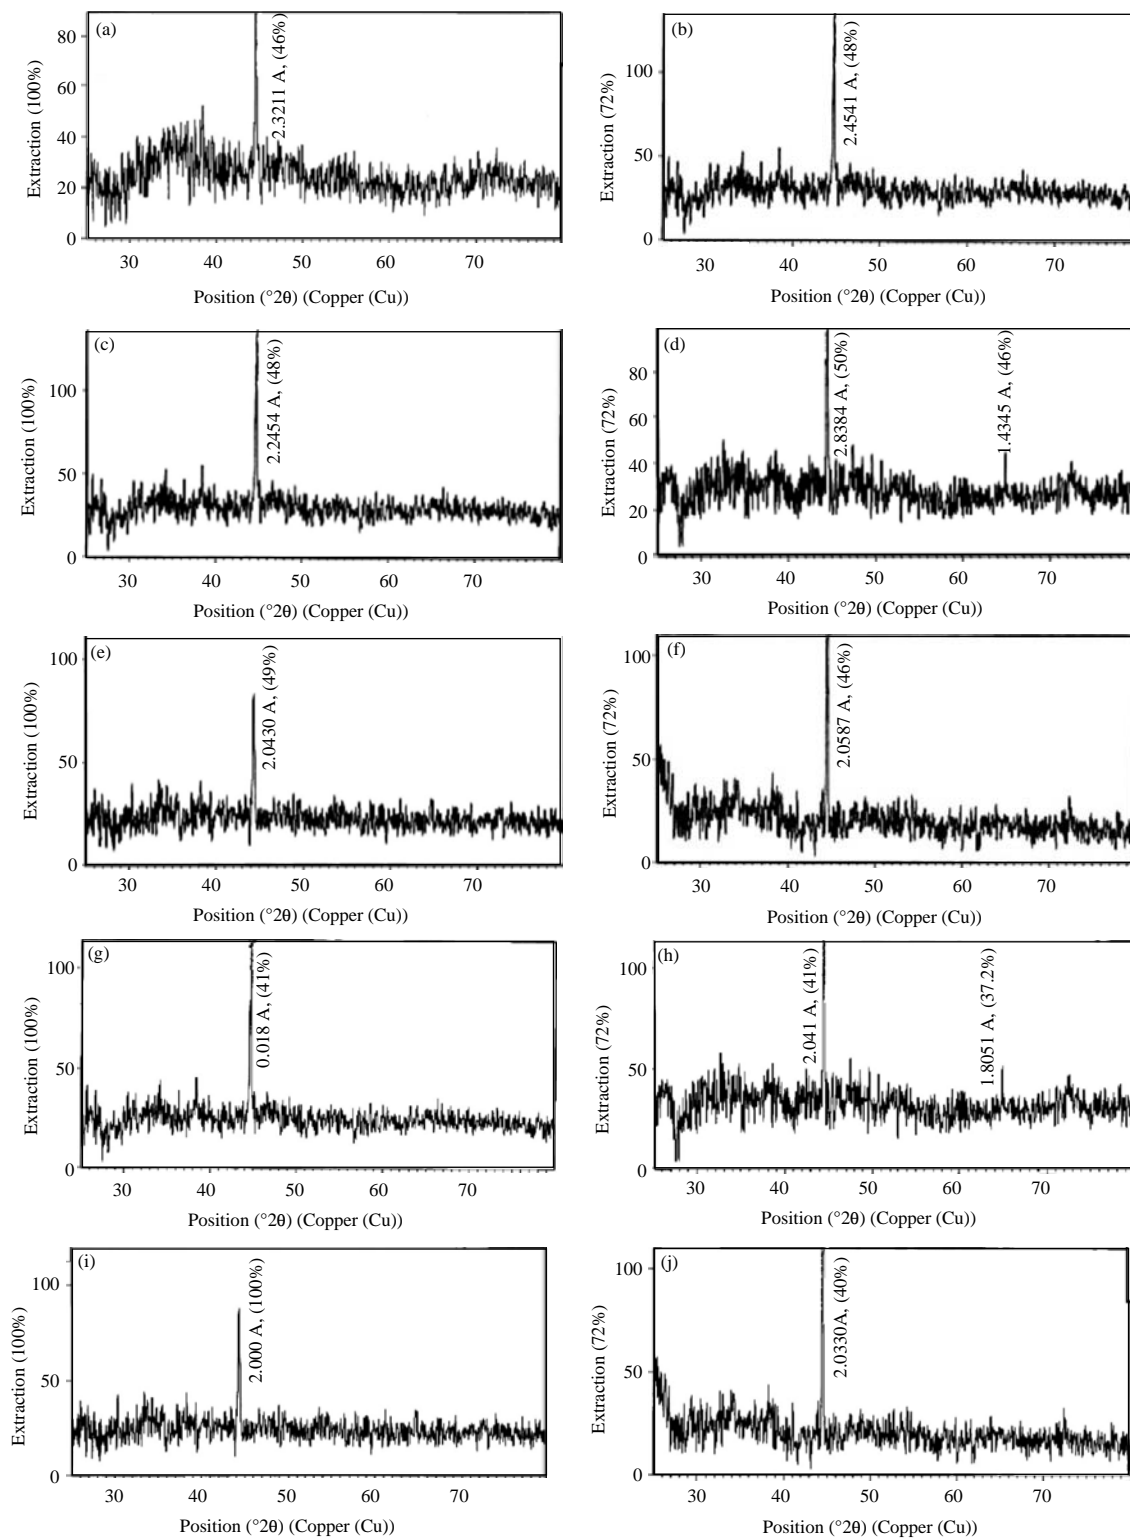 (a)
Extraction (100%)
80
60
40
20
0
2.3211 A, (46%)
30 40 50 60 70
Position (°2θ) (Copper (Cu))
(b)
Extraction (72%)
100
50
0
2.4541 A, (48%)
30 40 50 60 70
Position (°2θ) (Copper (Cu))
(c)
Extraction (100%)
100
50
0
2.2454 A, (48%)
30 40 50 60 70
Position (°2θ) (Copper (Cu))
(d)
Extraction (72%)
80
60
40
20
0
2.8384 A, (50%)
1.4345 A, (46%)
30 40 50 60 70
Position (°2θ) (Copper (Cu))
(e)
Extraction (100%)
100
50
0
2.0430 A, (49%)
30 40 50 60 70
Position (°2θ) (Copper (Cu))
(f)
Extraction (72%)
100
50
0
2.0587 A, (46%)
30 40 50 60 70
Position (°2θ) (Copper (Cu))
(g)
Extraction (100%)
100
50
0
0.018 A, (41%)
30 40 50 60 70
Position (°2θ) (Copper (Cu))
(h)
Extraction (72%)
100
50
0
2.041 A, (41%)
1.8051 A, (37.2%)
30 40 50 60 70
Position (°2θ) (Copper (Cu))
(i)
Extraction (100%)
100
50
0
2.000 A, (100%)
30 40 50 60 70
Position (°2θ) (Copper (Cu))
(j)
Extraction (72%)
100
50
0
2.0330A, (40%)
30 40 50 60 70
Position (°2θ) (Copper (Cu))